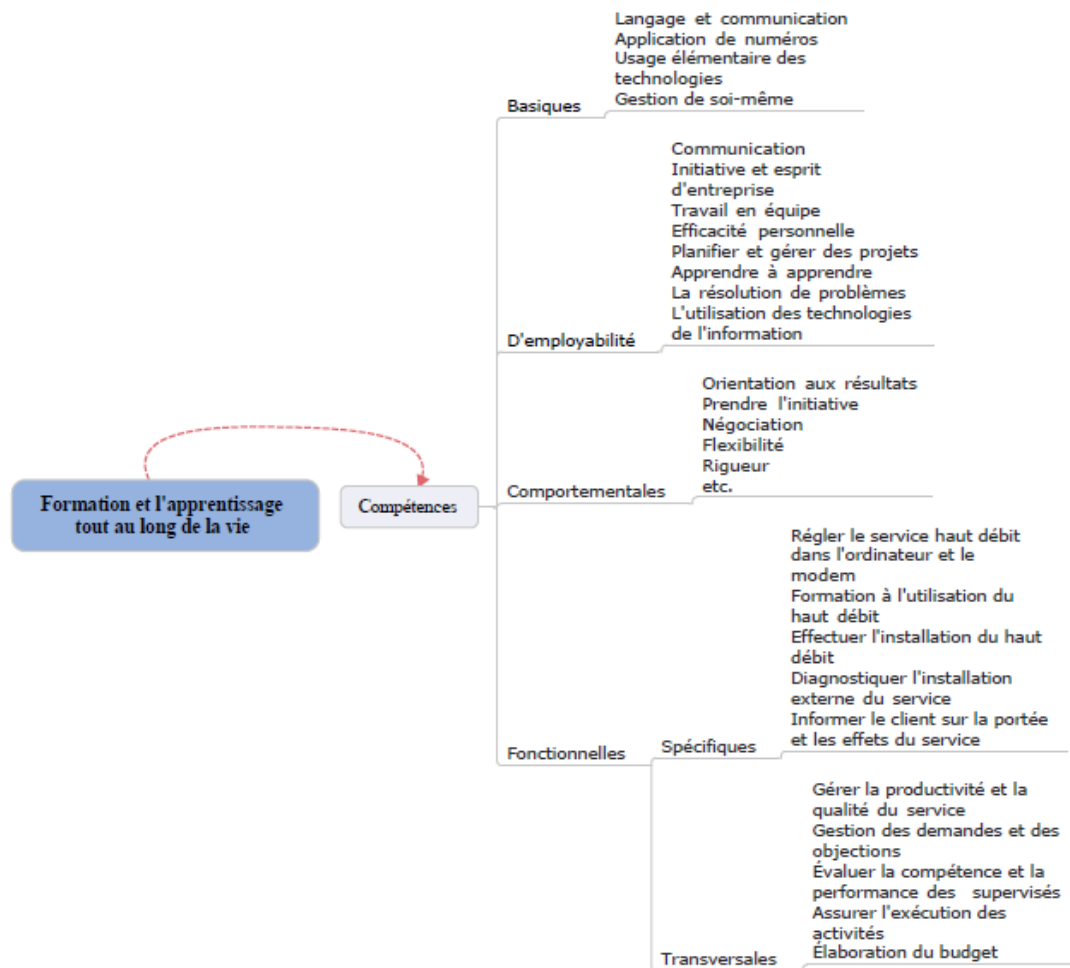 Langage et communication
Application de numéros
Usage élémentaire des
technologies
Gestion de soi-même
Basiques
Communication
Initiative et esprit
d'entreprise
Travail en équipe
Efficacité personnelle
Planifier et gérer des projets
Apprendre à apprendre
La résolution de problèmes
L'utilisation des technologies
de l'information
D'employabilité
Orientation aux résultats
Prendre l'initiative
Négociation
Flexibilité
Rigueur
etc.
Comportementales
Formation et l'apprentissage
tout au long de la vie
Compétences
Régler le service haut débit
dans l'ordinateur et le
modem
Formation à l'utilisation du
haut débit
Effectuer l'installation du haut
débit
Diagnostiquer l'installation
externe du service
Informer le client sur la portée
et les effets du service
Fonctionnelles
Spécifiques
Gérer la productivité et la
qualité du service
Gestion des demandes et des
objections
Évaluer la compétence et la
performance des supervisés
Assurer l'exécution des
activités
Élaboration du budget
Transversales